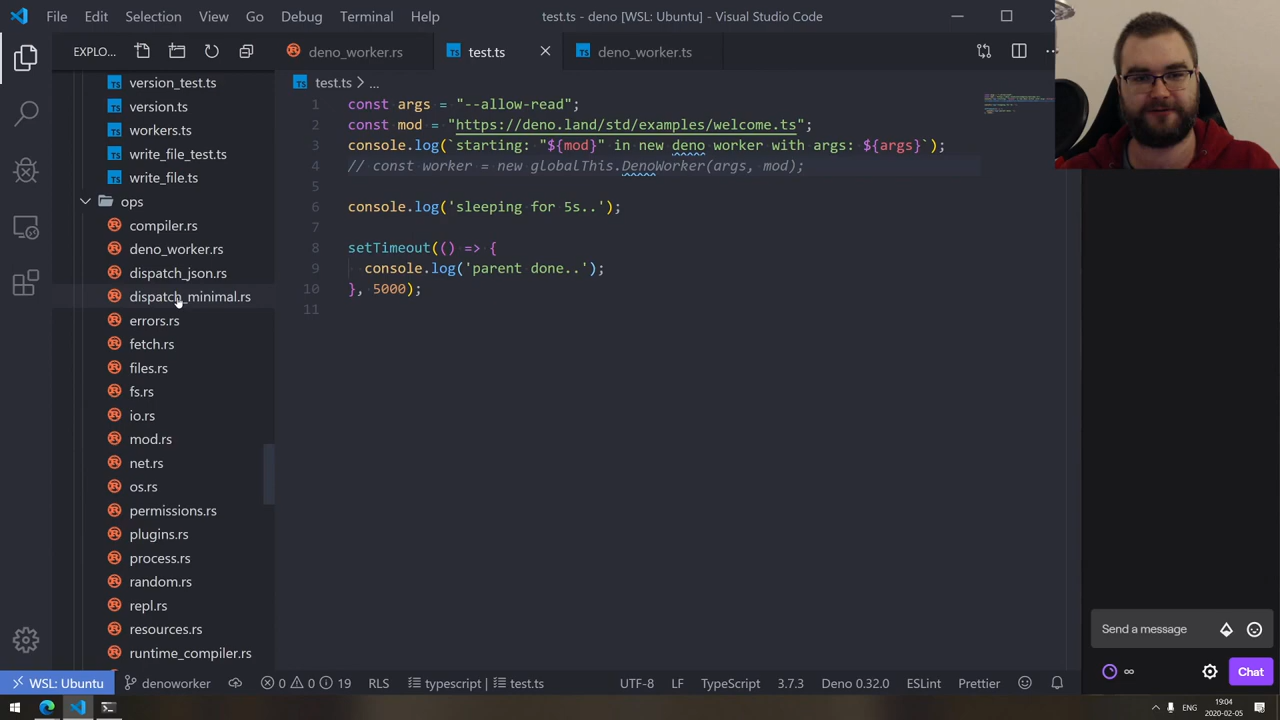 File Edit Selection View Go Debug Terminal Help
test.ts - deno [WSL: Ubuntu] - Visual Studio Code
EXPLO...
deno_worker.rs
test.ts
deno_worker.ts
test.ts > ...
version_test.ts
version.ts
workers.ts
write_file_test.ts
write_file.ts
ops
compiler.rs
deno_worker.rs
dispatch_json.rs
dispatch_minimal.rs
errors.rs
fetch.rs
files.rs
fs.rs
io.rs
mod.rs
net.rs
os.rs
permissions.rs
plugins.rs
process.rs
random.rs
repl.rs
resources.rs
runtime_compiler.rs
1 const args = "--allow-read";
2 const mod = "https://deno.land/std/examples/welcome.ts";
3 console.log(`starting: "${mod}" in new deno worker with args: ${args}`);
4 // const worker = new globalThis.DenoWorker(args, mod);
5
6 console.log('sleeping for 5s..');
7
8 setTimeout(() => {
9 console.log('parent done..');
10 }, 5000);
11
Send a message
∞
Chat
WSL: Ubuntu
denoworker
0 0 19
RLS
typescript | test.ts
UTF-8
LF
TypeScript
3.7.3
Deno 0.32.0
ESLint
Prettier
ENG
19:04
2020-02-05